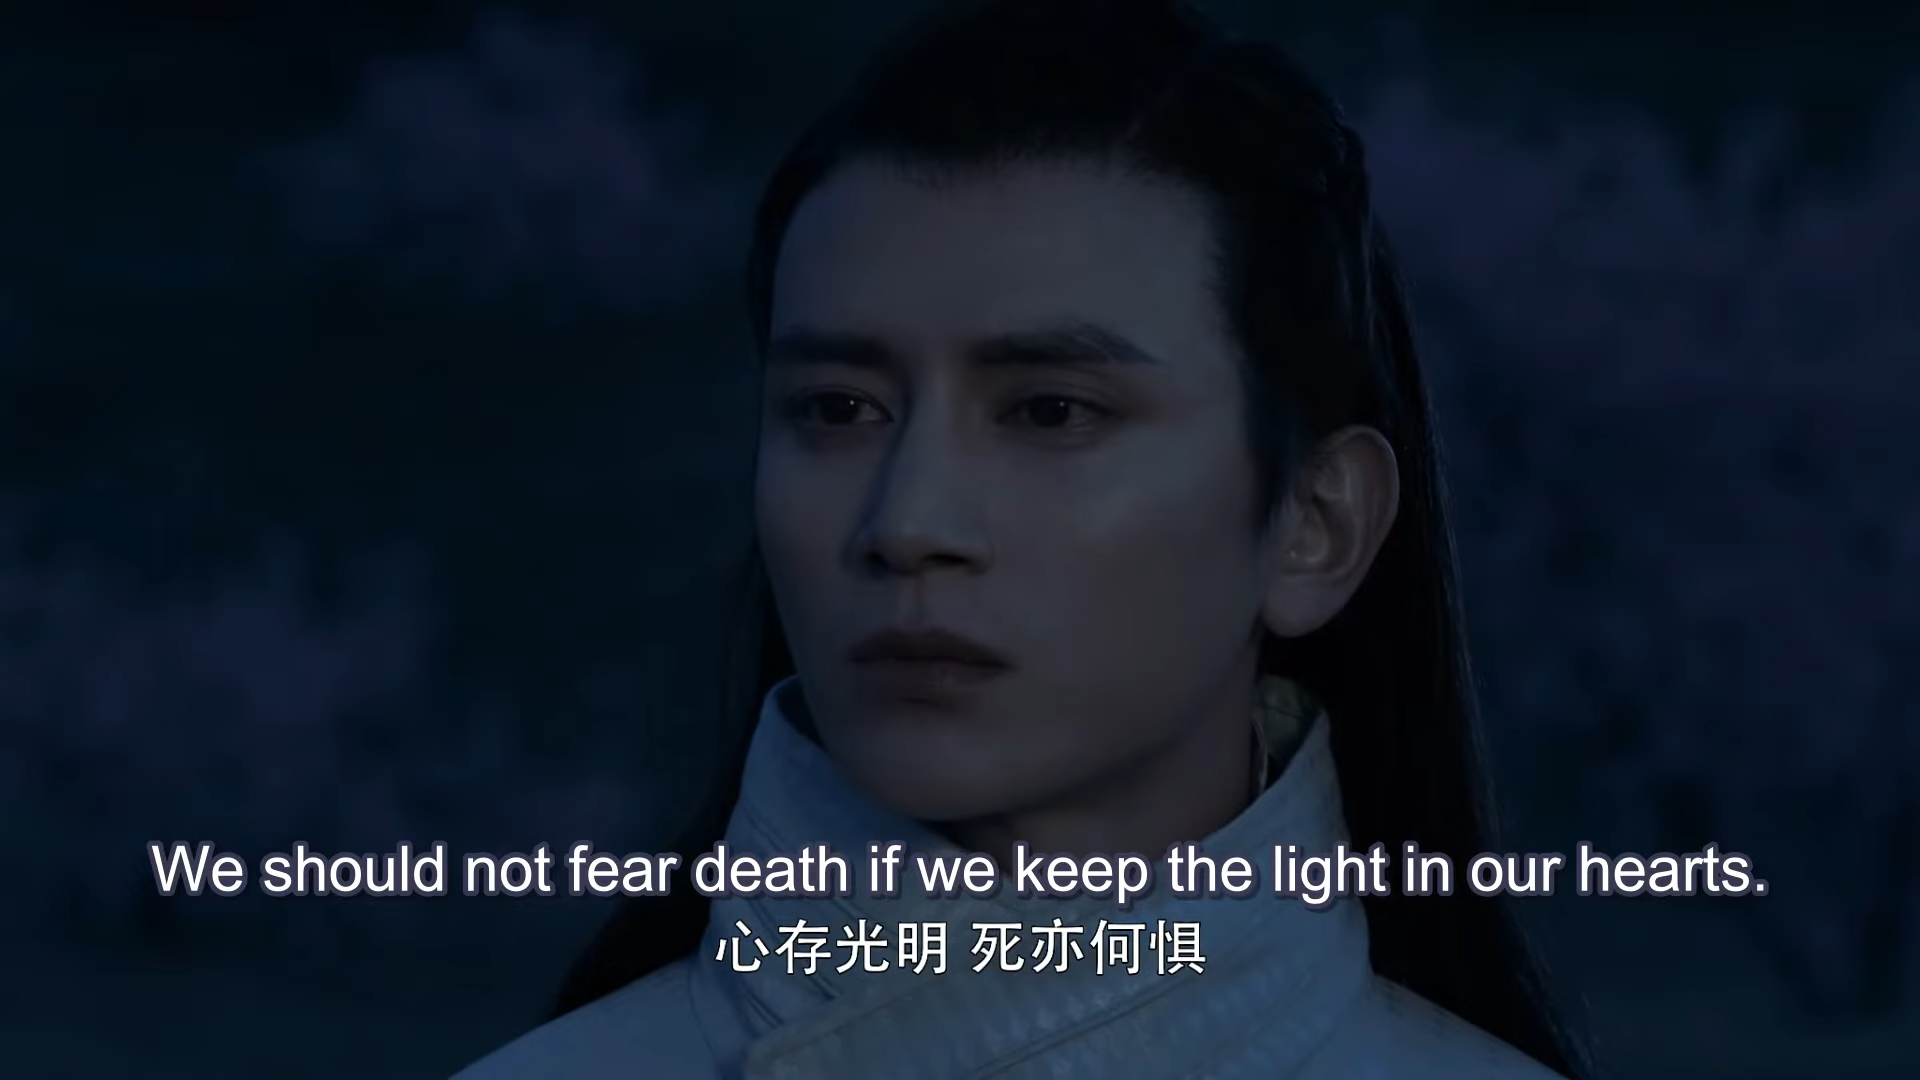 We should not fear death if we keep the light in our hearts.
心存光明 死亦何惧